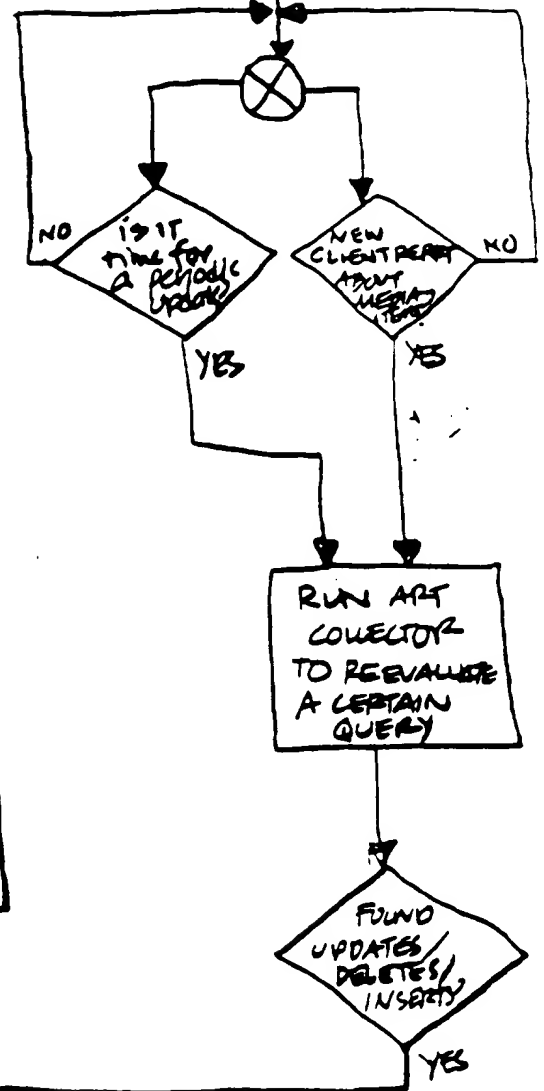 NO
is IT
time for
a periodic
update
YES
NEW
CLIENT REPORT
ABOUT
MEDIA
ITEM?
NO
YES
RUN ART
COLLECTOR
TO REEVALUATE
A CERTAIN
QUERY
FOUND
UPDATES/
DELETES/
INSERTS
YES